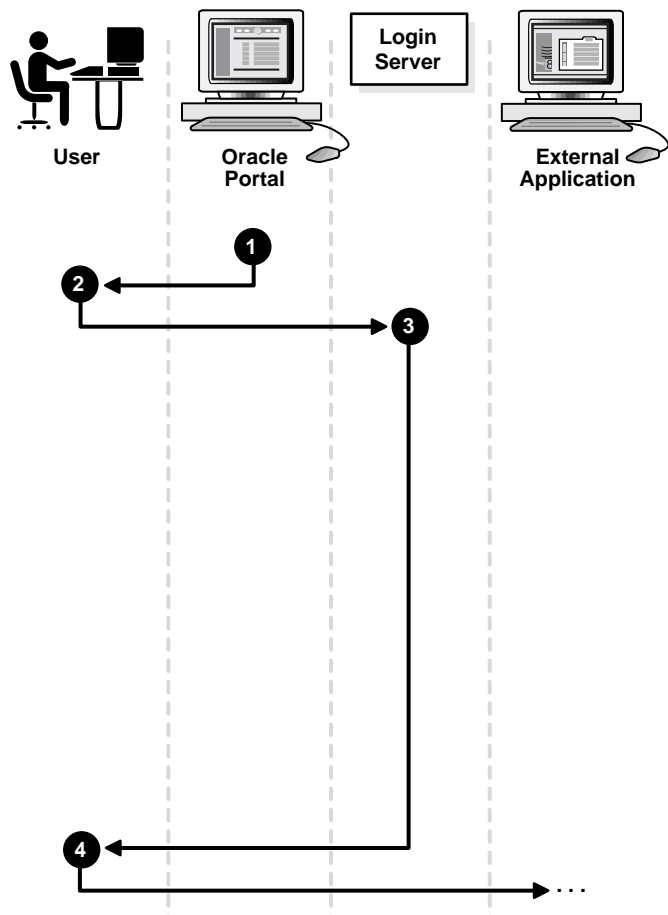 Login
Server
User
Oracle
Portal
External
Application
1
2
3
4
. . .